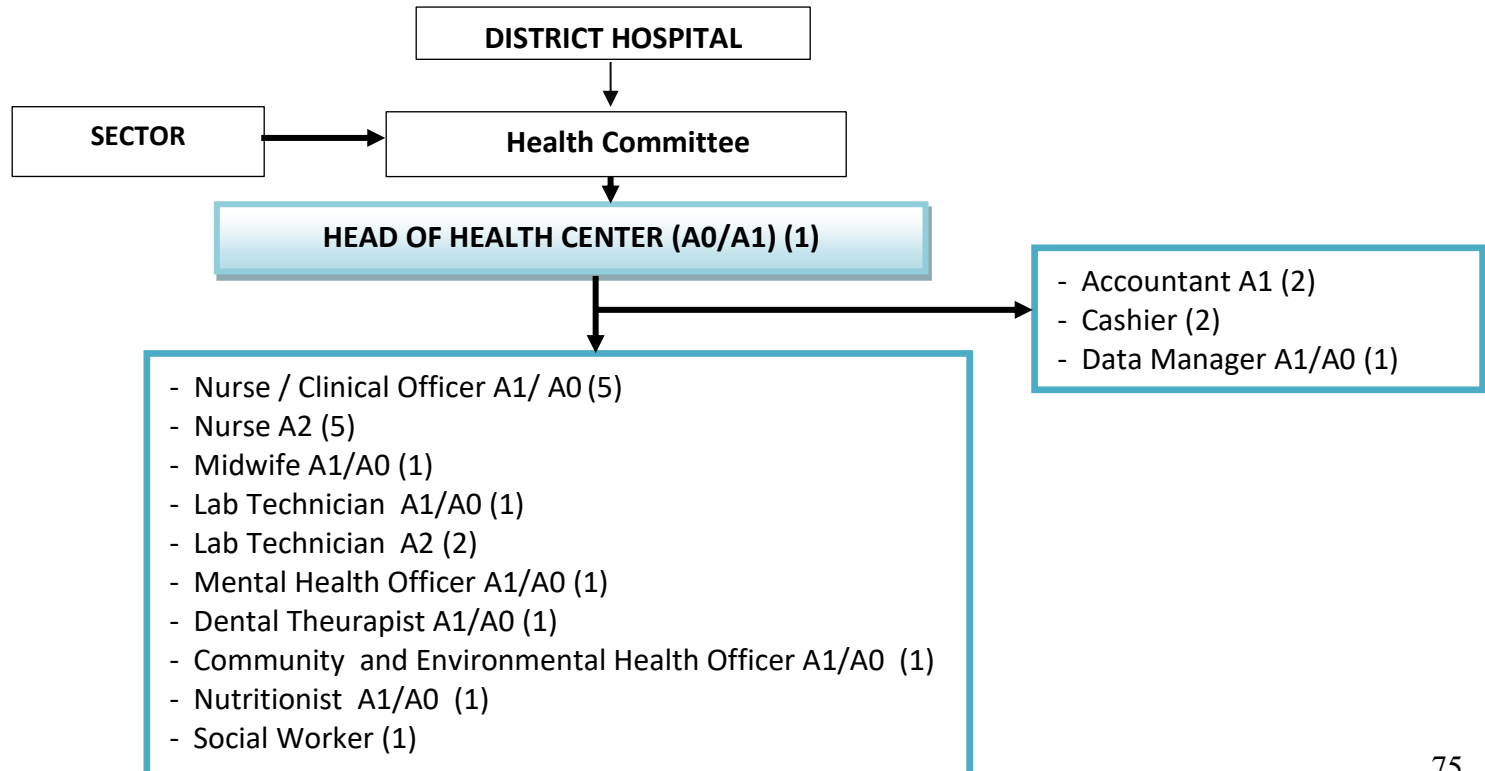 DISTRICT HOSPITAL
SECTOR
Health Committee
HEAD OF HEALTH CENTER (A0/A1) (1)
- Accountant A1 (2)
- Cashier (2)
- Data Manager A1/A0 (1)
- Nurse / Clinical Officer A1/ A0 (5)
- Nurse A2 (5)
- Midwife A1/A0 (1)
- Lab Technician  A1/A0 (1)
- Lab Technician  A2 (2)
- Mental Health Officer A1/A0 (1)
- Dental Theurapist A1/A0 (1)
- Community  and Environmental Health Officer A1/A0  (1)
- Nutritionist  A1/A0  (1)
- Social Worker (1)
75